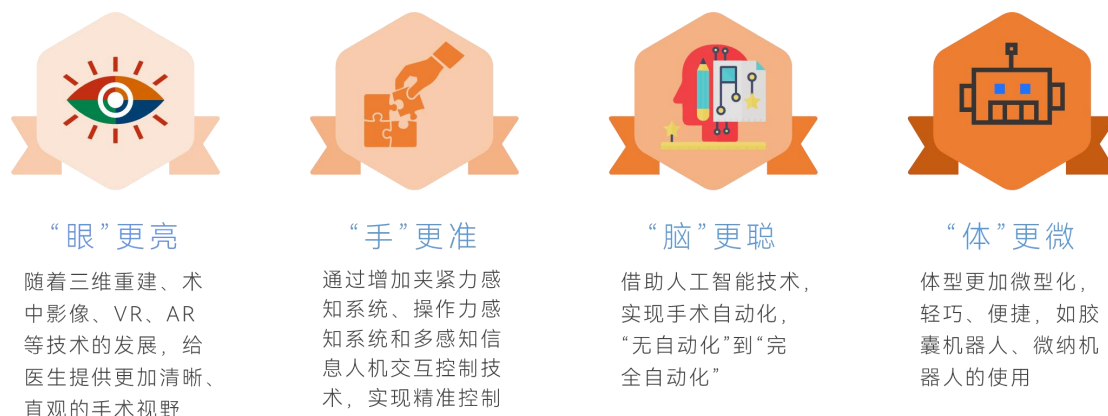 “眼”更亮
随着三维重建、术
中影像、VR、AR
等技术的发展，给
医生提供更加清晰、
直观的手术视野
“手”更准
通过增加夹紧力感
知系统、操作力感
知系统和多感知信
息人机交互控制技
术，实现精准控制
“脑”更聪
借助人工智能技术，
实现手术自动化，
“无自动化”到“完
全自动化”
“体”更微
体型更加微型化，
轻巧、便捷，如胶
囊机器人、微纳机
器人的使用